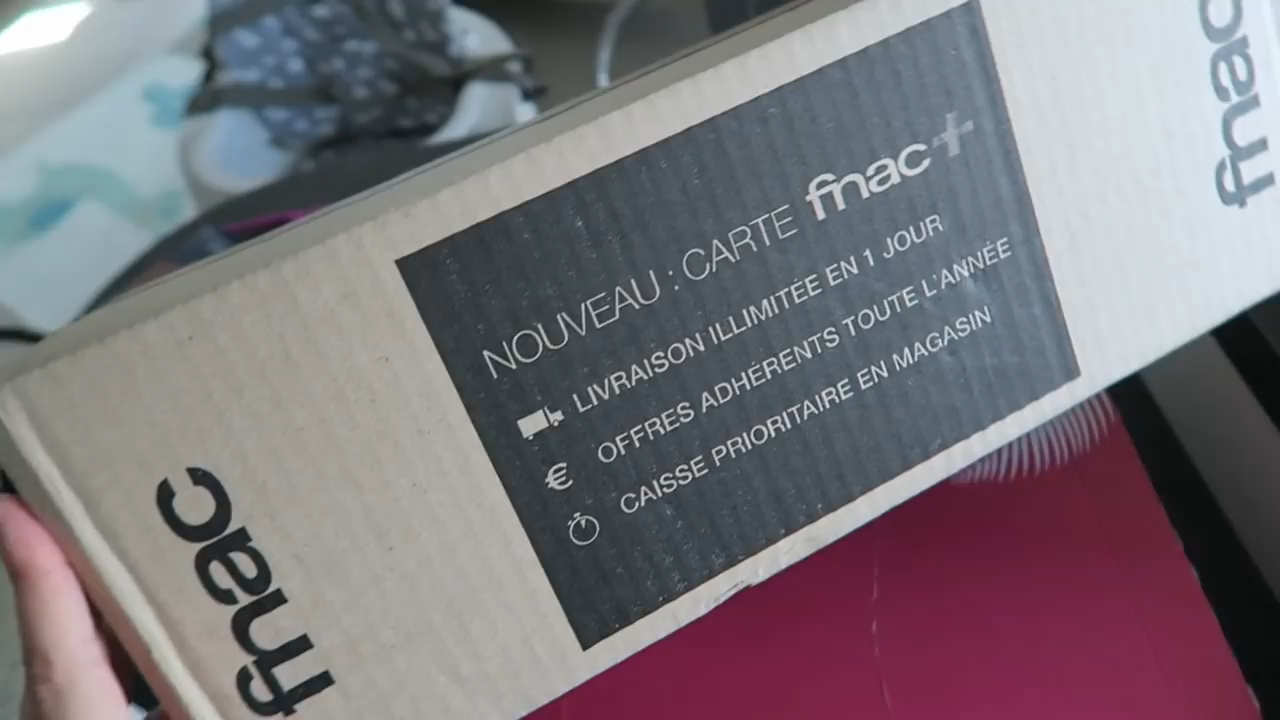 NOUVEAU : CARTE fnac+
LIVRAISON ILLIMITÉE EN 1 JOUR
€ OFFRES ADHÉRENTS TOUTE L'ANNÉE
CAISSE PRIORITAIRE EN MAGASIN
fnac
fnac